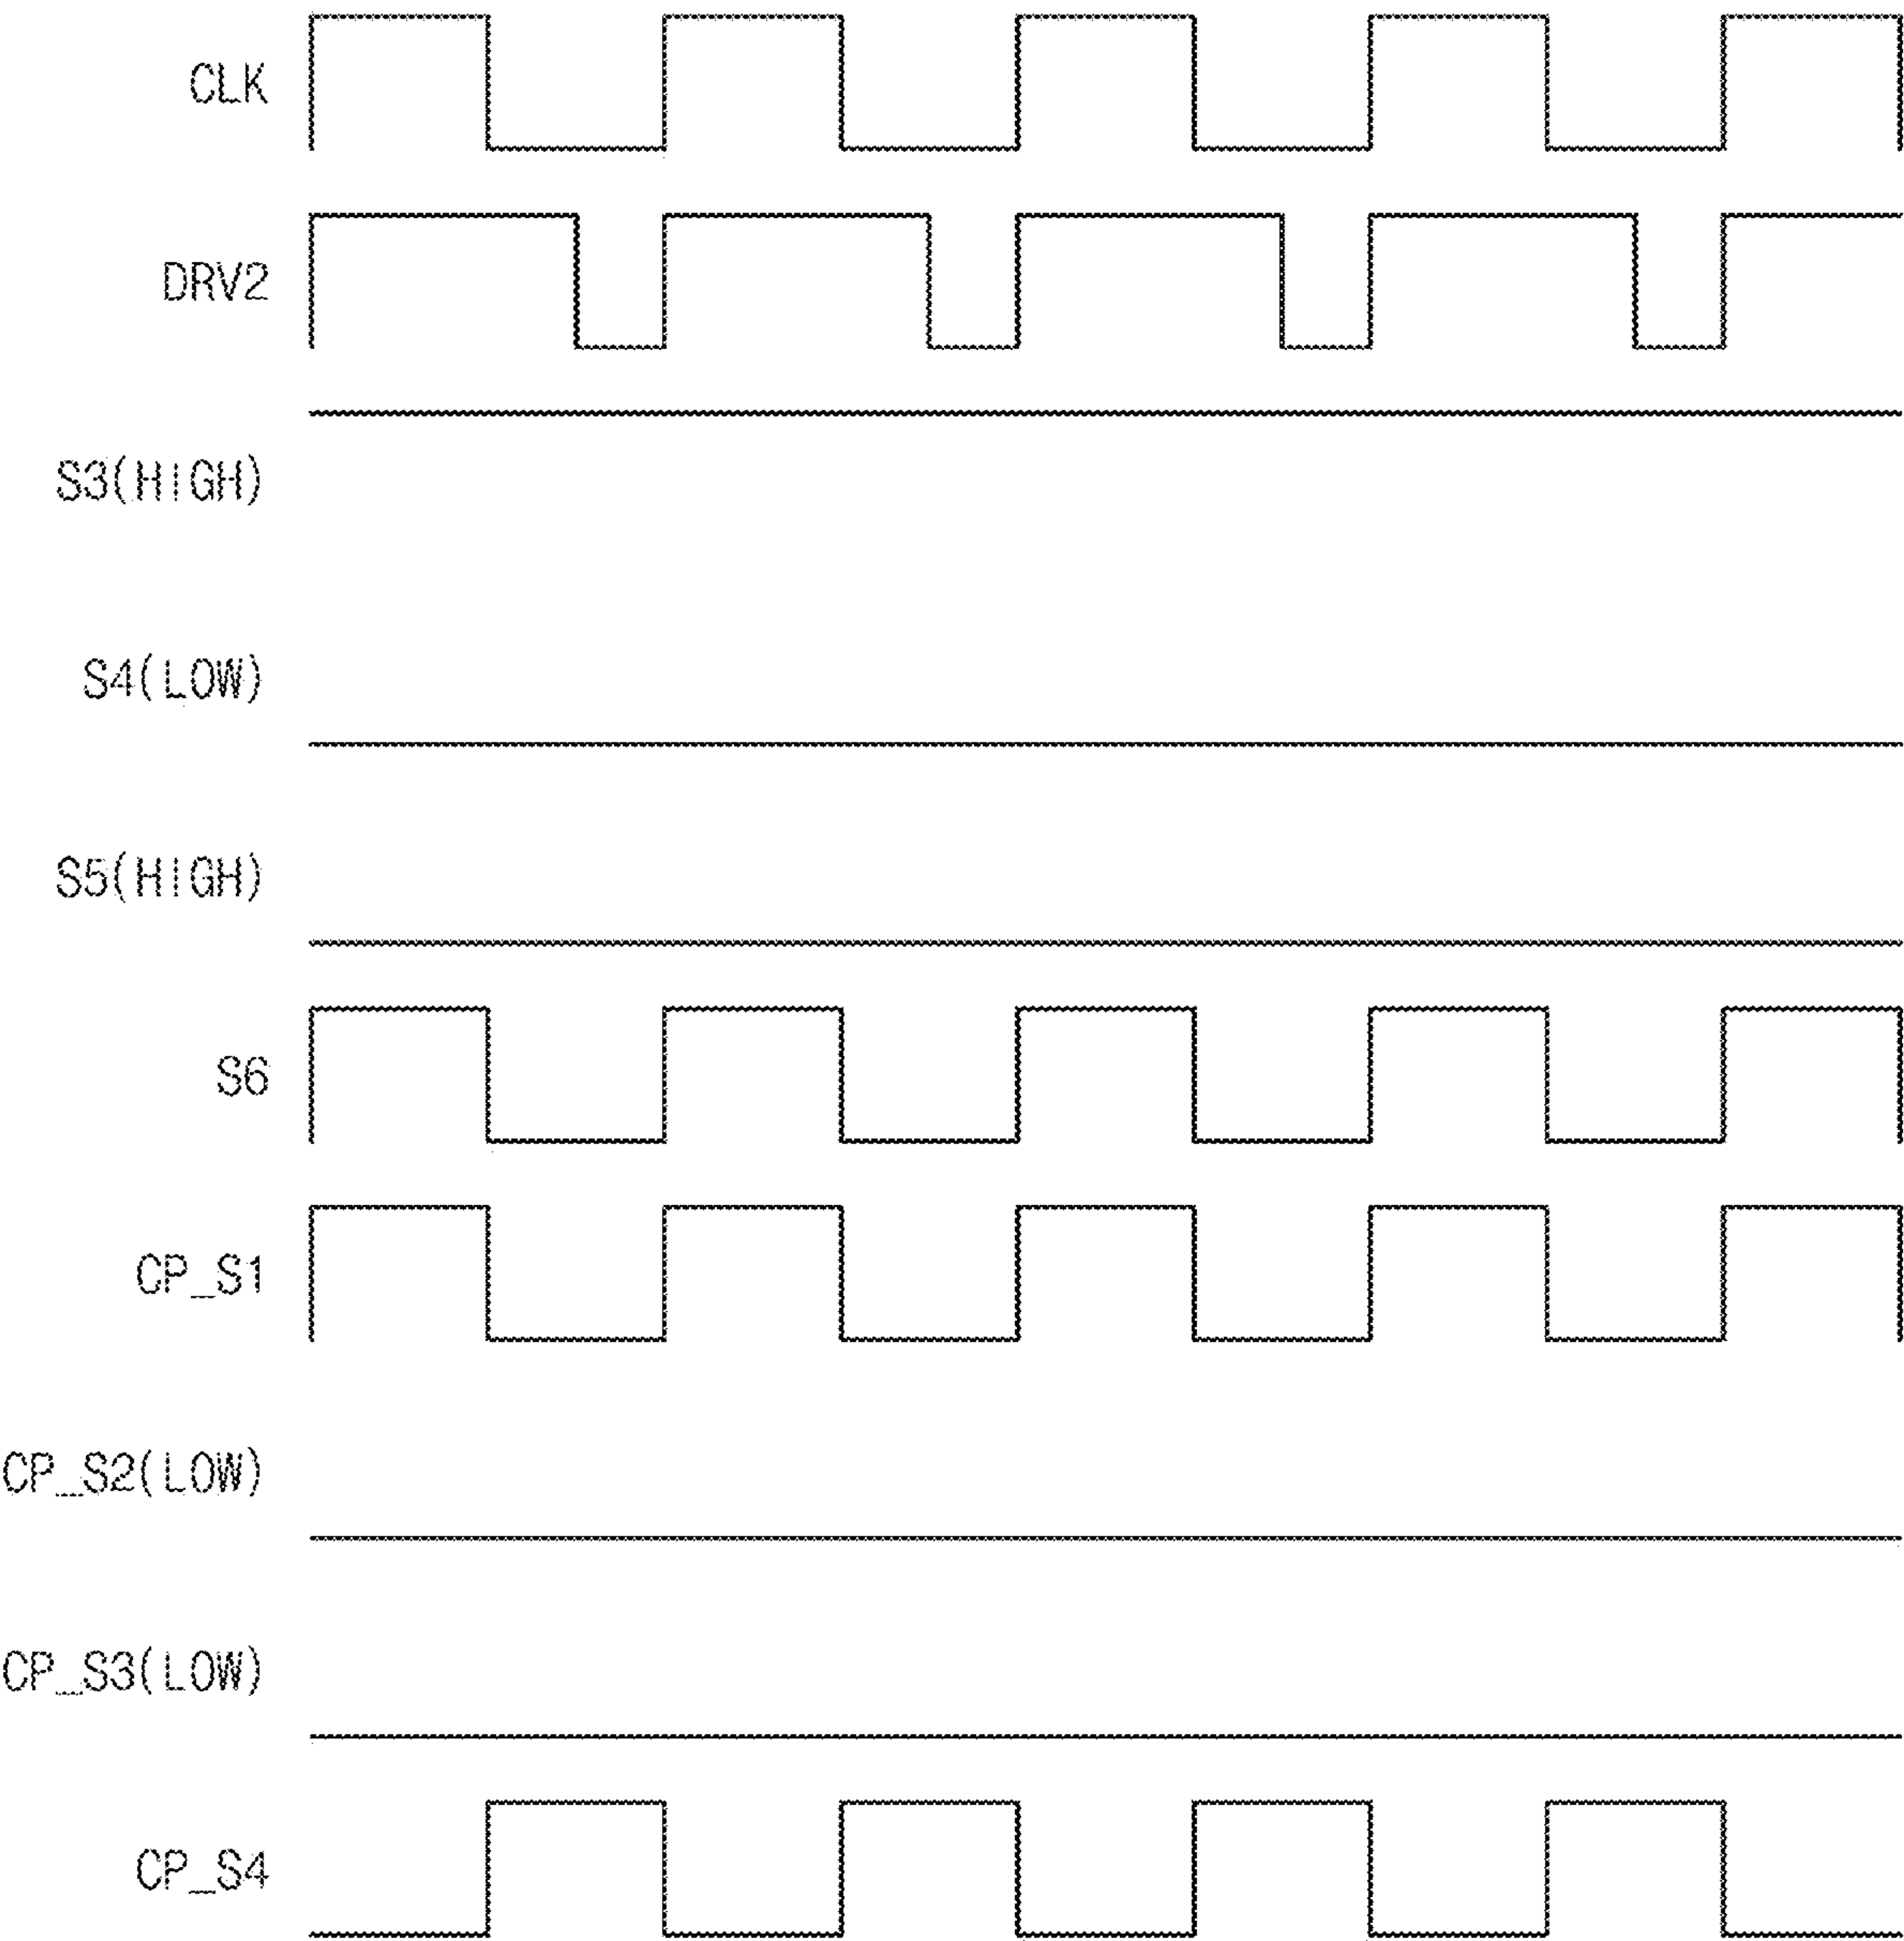 CLK
DRV2
S3(HIGH)
S4(LOW)
S5(HIGH)
S6
CP_S1
CP_S2(LOW)
CP_S3(LOW)
CP_S4